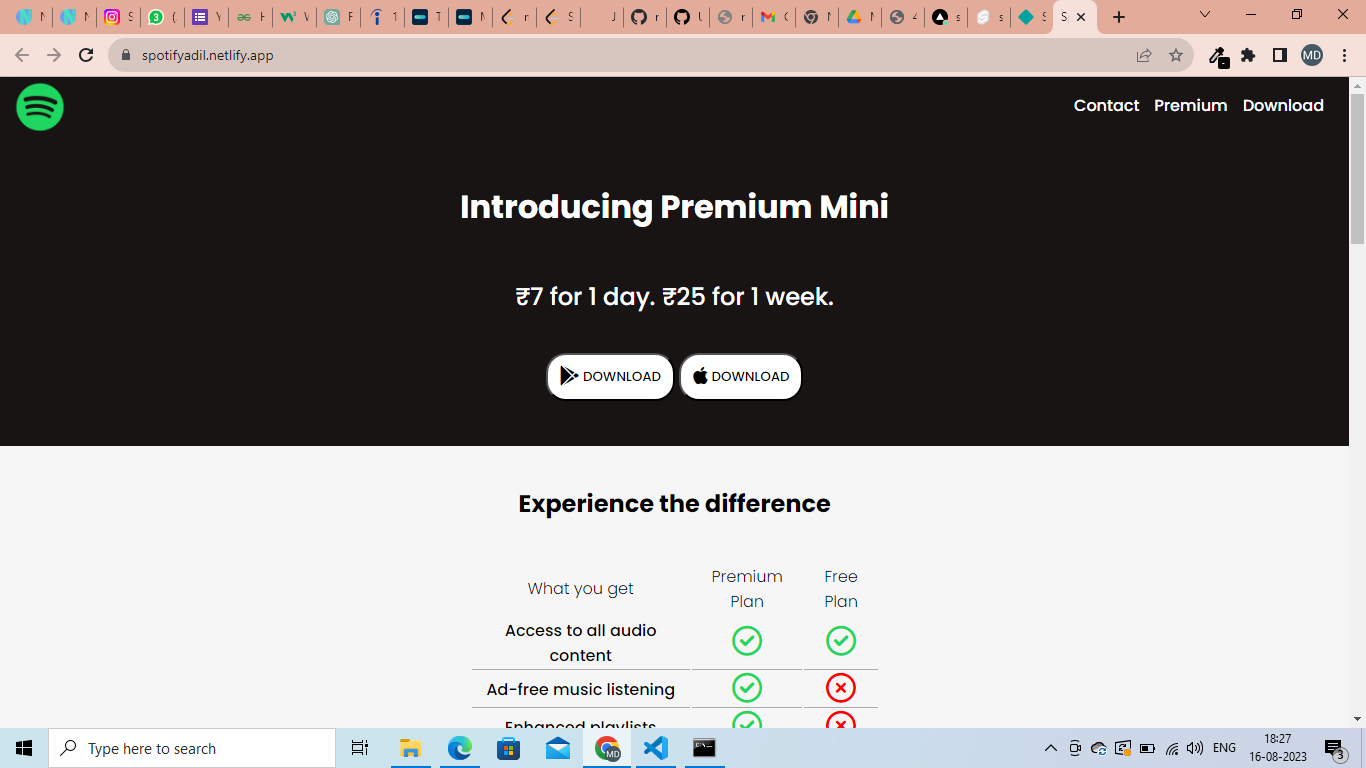 spotifyadil.netlify.app
MD
Contact Premium Download
Introducing Premium Mini
₹7 for 1 day. ₹25 for 1 week.
DOWNLOAD DOWNLOAD
Experience the difference
What you get
Premium
Plan
Free
Plan
Access to all audio
content
Ad-free music listening
Enhanced playlists
Type here to search
MD
ENG
18:27
16-08-2023
3